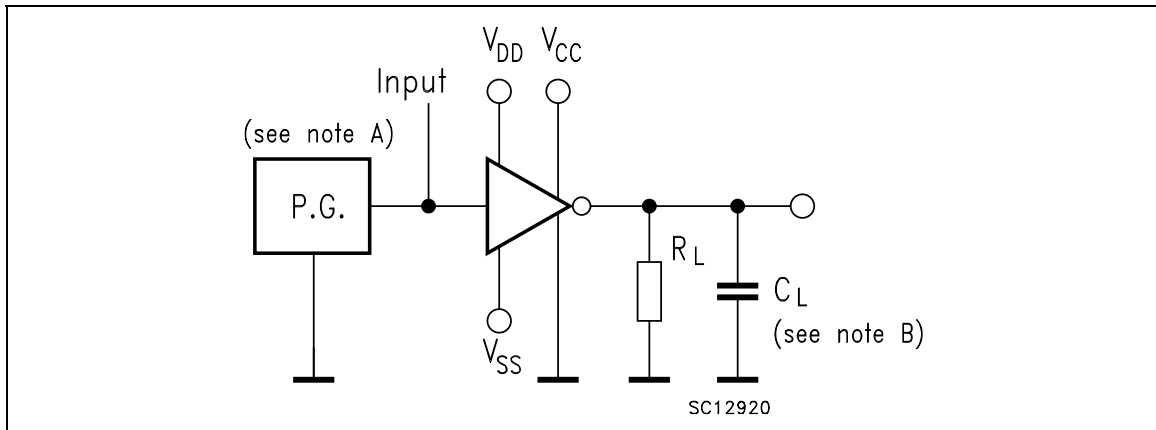 V_DD V_CC
Input
(see note A)
P.G.
R_L
C_L
(see note B)
V_SS
SC12920